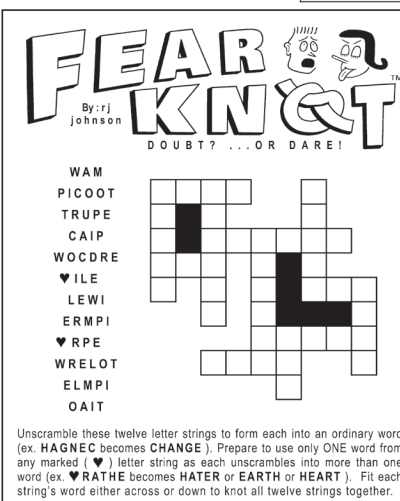 FEAR
KNOT
TM
By: rj
johnson
DOUBT? ...OR DARE!
WAM
PICOOT
TRUPE
CAIP
WOCDRE
♥ ILE
LEWI
ERMPI
♥ RPE
WRELOT
ELMPI
OAIT
Unscramble these twelve letter strings to form each into an ordinary word
(ex. HAGNEC becomes CHANGE ). Prepare to use only ONE word from
any marked ( ♥ ) letter string as each unscrambles into more than one
word (ex. ♥ RATHE becomes HATER or EARTH or HEART ). Fit each
string's word either across or down to knot all twelve strings together.